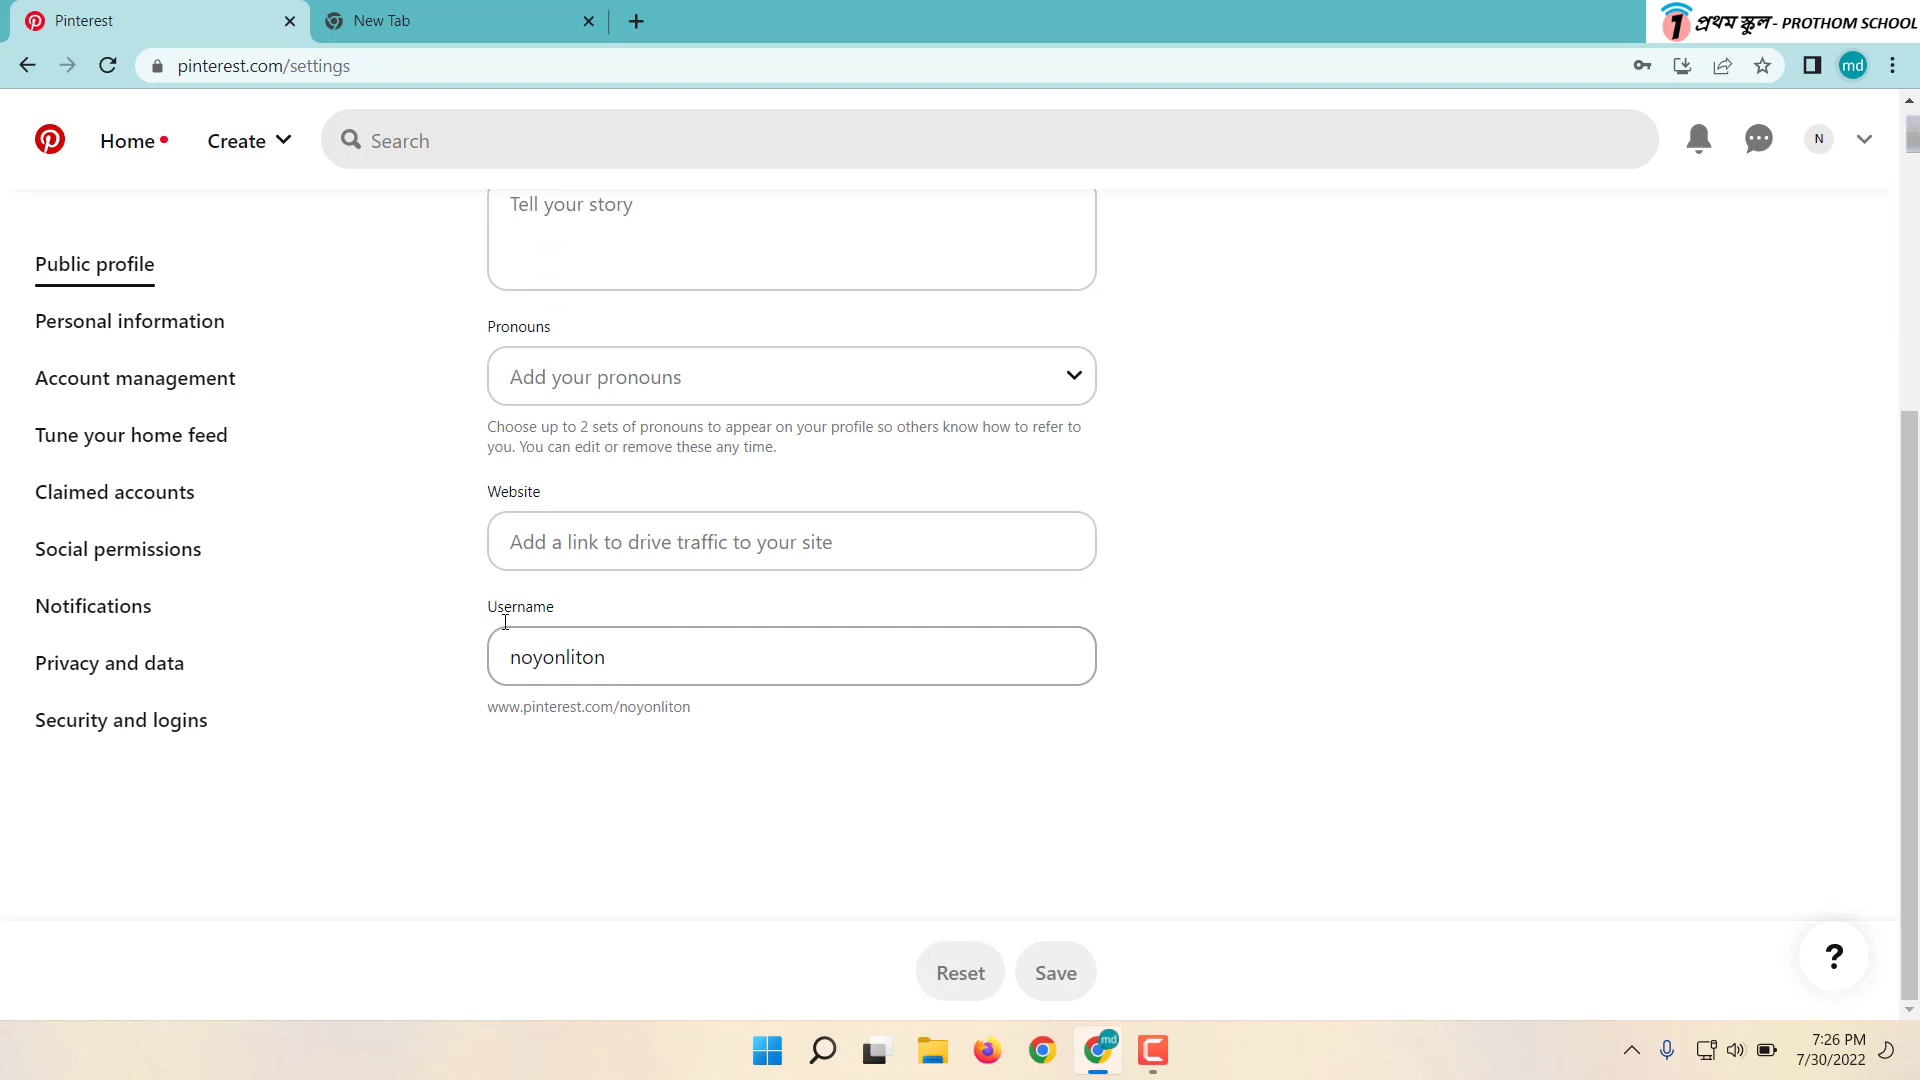 Pinterest
New Tab
1 প্রথম স্কুল - PROTHOM SCHOOL
pinterest.com/settings
md
Home
Create
Search
N
Tell your story
Public profile
Personal information
Account management
Tune your home feed
Claimed accounts
Social permissions
Notifications
Privacy and data
Security and logins
Pronouns
Add your pronouns
Choose up to 2 sets of pronouns to appear on your profile so others know how to refer to
you. You can edit or remove these any time.
Website
Add a link to drive traffic to your site
Username
noyonliton
www.pinterest.com/noyonliton
Reset
Save
?
md
7:26 PM
7/30/2022